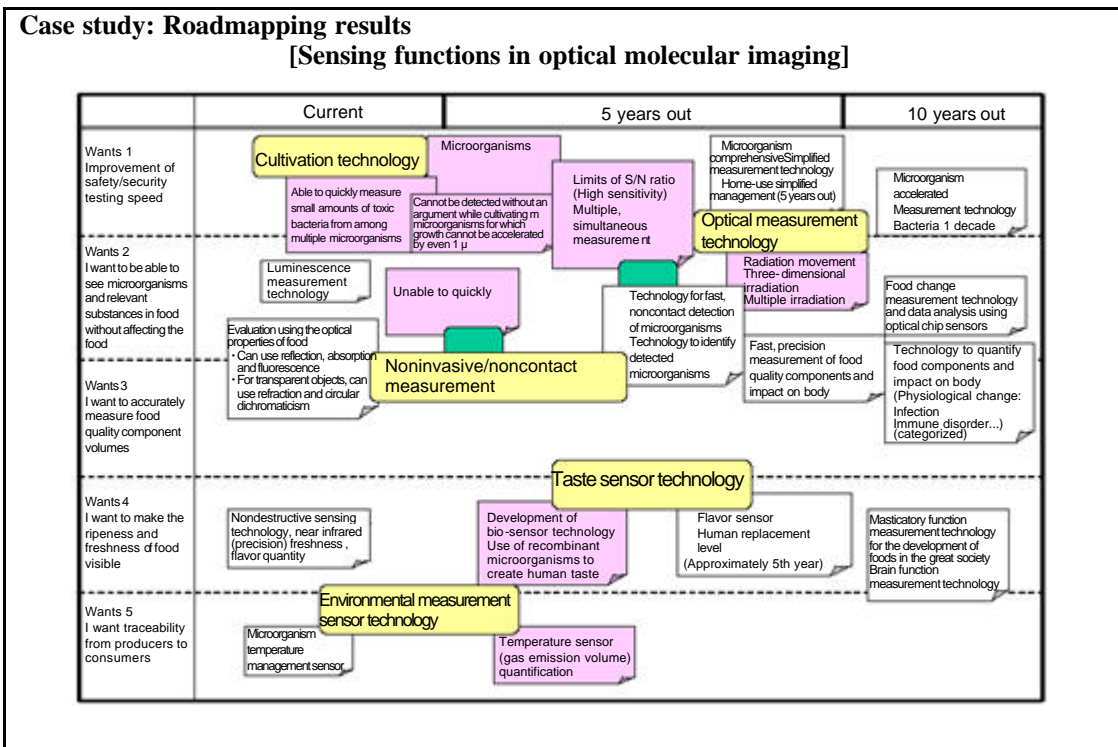 Case study: Roadmapping results
[Sensing functions in optical molecular imaging]
Current
5 years out
10 years out
Wants 1
Improvement of
safety/security
testing speed
Cultivation technology
Able to quickly measure
small amounts of toxic
bacteria from among
multiple microorganisms
Microorganisms
Cannot be detected without an
argument while cultivating m
microorganisms for which
growth cannot be accelerated
by even 1 μ
Limits of S/N ratio
(High sensitivity)
Multiple,
simultaneous
measurement
Microorganism
comprehensiveSimplified
measurement technology
Home-use simplified
management (5 years out)
Optical measurement
technology
Microorganism
accelerated
Measurement technology
Bacteria 1 decade
Wants 2
I want to be able to
see microorganisms
and relevant
substances in food
without affecting the
food
Luminescence
measurement
technology
Unable to quickly
Technology for fast,
noncontact detection
of microorganisms
Technology to identify
detected
microorganisms
Radiation movement
Three-dimensional
irradiation
Multiple irradiation
Food change
measurement technology
and data analysis using
optical chip sensors
Evaluation using the optical
properties of food
・Can use reflection, absorption
and fluorescence
・For transparent objects, can
use refraction and circular
dichromaticism
Noninvasive/noncontact
measurement
Fast, precision
measurement of food
quality components and
impact on body
Technology to quantify
food components and
impact on body
(Physiological change:
Infection
Immune disorder...)
(categorized)
Wants 3
I want to accurately
measure food
quality component
volumes
Taste sensor technology
Wants 4
I want to make the
ripeness and
freshness of food
visible
Nondestructive sensing
technology, near infrared
(precision) freshness ,
flavor quantity
Development of
bio-sensor technology
Use of recombinant
microorganisms to
create human taste
Flavor sensor
Human replacement
level
(Approximately 5th year)
Masticatory function
measurement technology
for the development of
foods in the great society
Brain function
measurement technology
Environmental measurement
sensor technology
Wants 5
I want traceability
from producers to
consumers
Microorganism
temperature
management sensor
Temperature sensor
(gas emission volume)
quantification